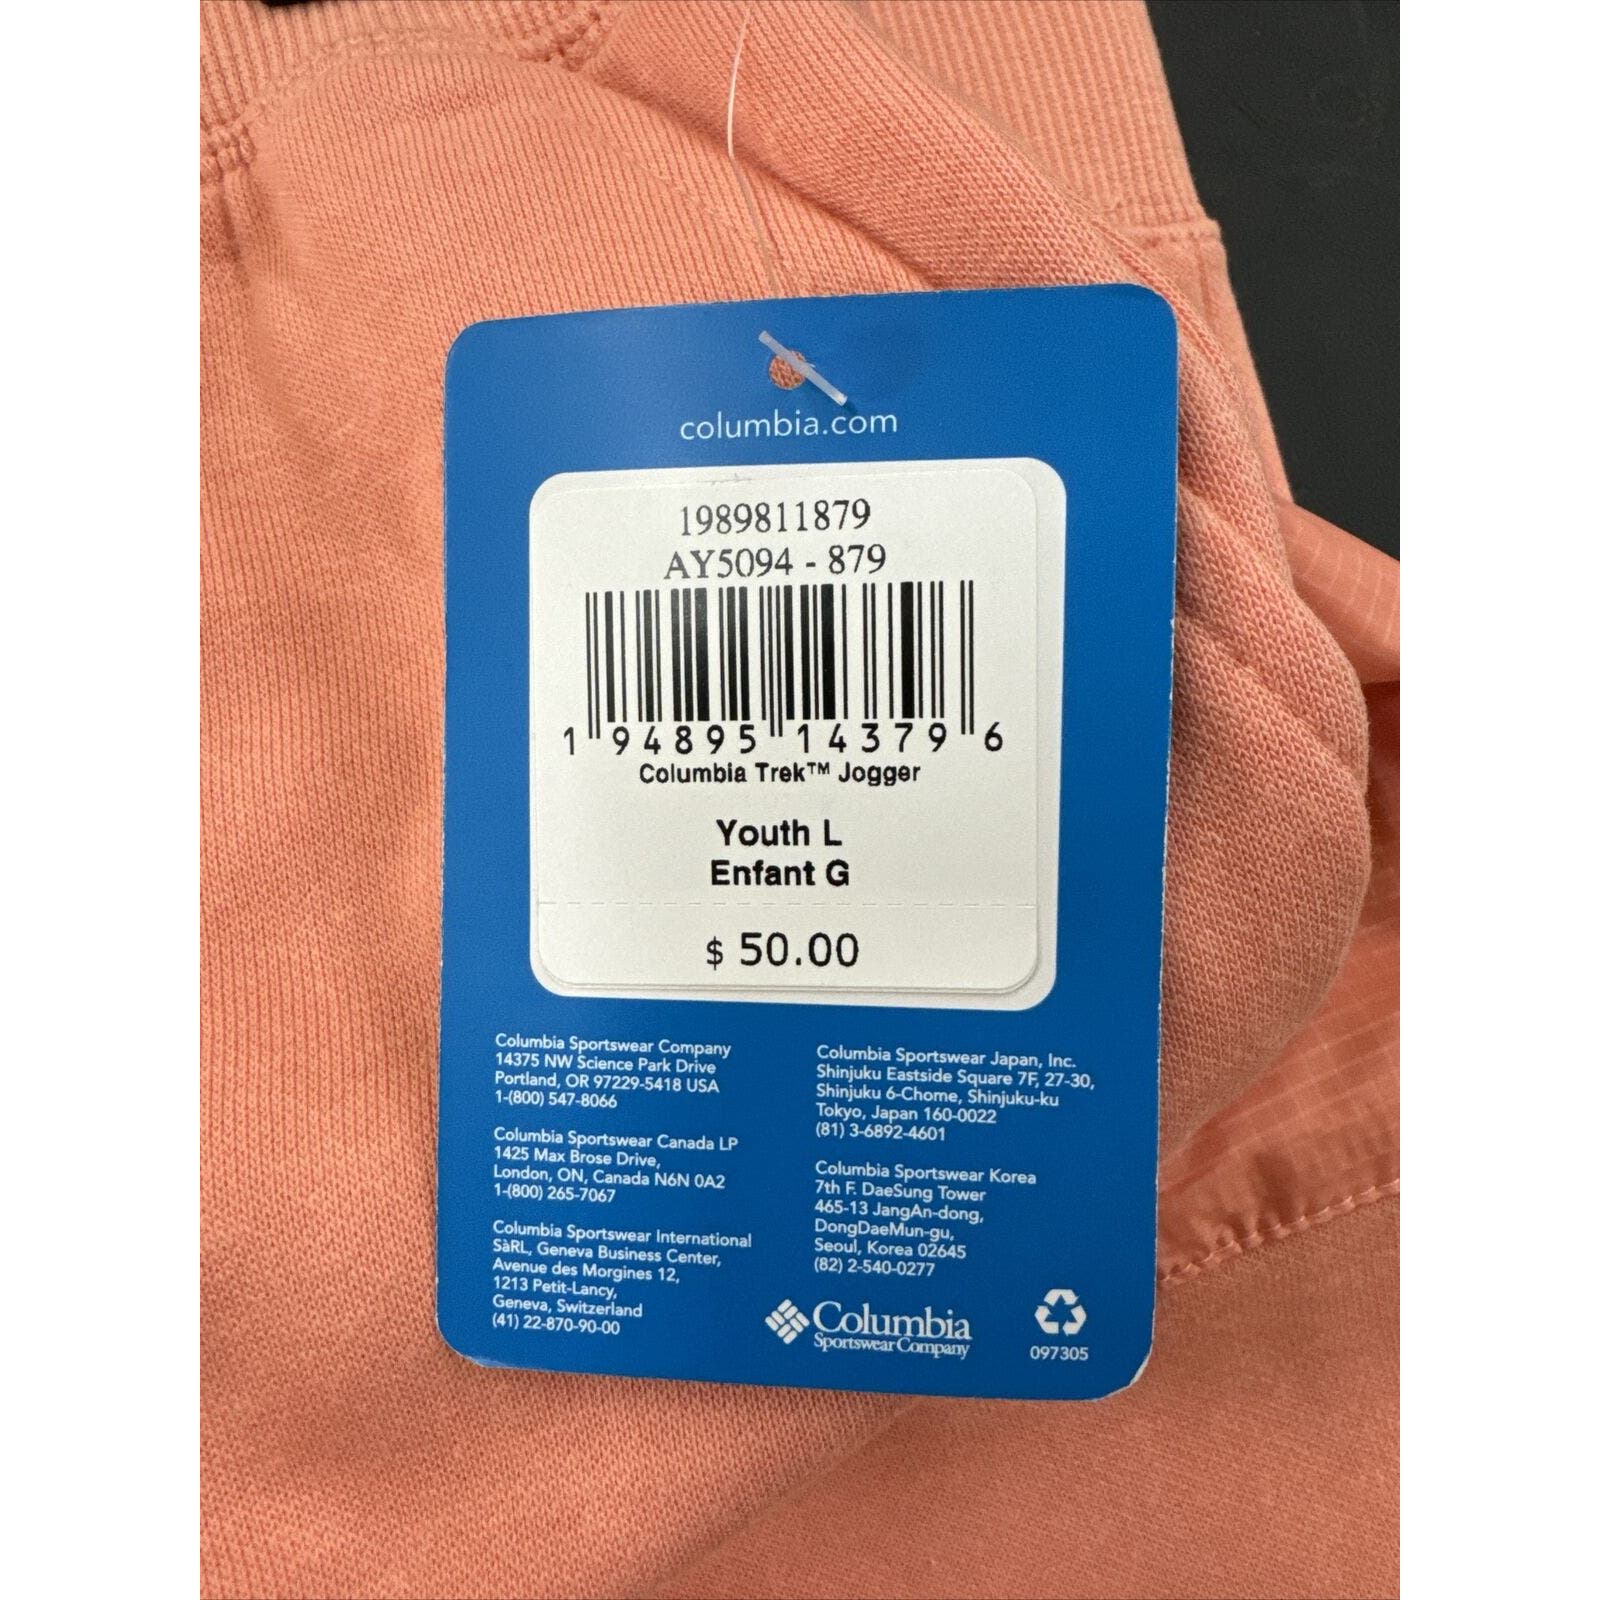 columbia.com
1989811879
AY5094 - 879
1 94895 14379 6
Columbia Trek™ Jogger
Youth L
Enfant G
$ 50.00
Columbia Sportswear Company
14375 NW Science Park Drive
Portland, OR 97229-5418 USA
1-(800) 547-8066
Columbia Sportswear Canada LP
1425 Max Brose Drive,
London, ON, Canada N6N 0A2
1-(800) 265-7067
Columbia Sportswear International
SàRL, Geneva Business Center,
Avenue des Morgines 12,
1213 Petit-Lancy,
Geneva, Switzerland
(41) 22-870-90-00
Columbia Sportswear Japan, Inc.
Shinjuku Eastside Square 7F, 27-30,
Shinjuku 6-Chome, Shinjuku-ku
Tokyo, Japan 160-0022
(81) 3-6892-4601
Columbia Sportswear Korea
7th F. DaeSung Tower
465-13 JangAn-dong,
DongDaeMun-gu,
Seoul, Korea 02645
(82) 2-540-0277
Columbia
Sportswear Company
097305